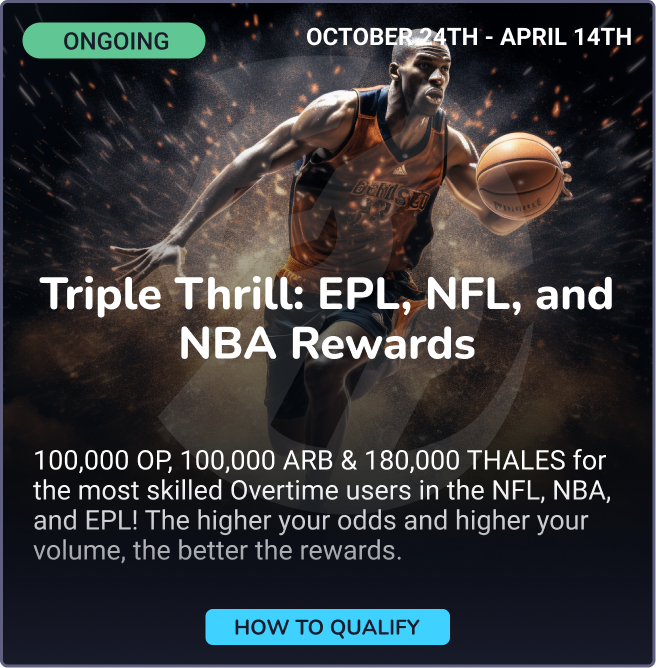 ONGOING
OCTOBER 24TH - APRIL 14TH
Triple Thrill: EPL, NFL, and
NBA Rewards
100,000 OP, 100,000 ARB & 180,000 THALES for
the most skilled Overtime users in the NFL, NBA,
and EPL! The higher your odds and higher your
volume, the better the rewards.
HOW TO QUALIFY